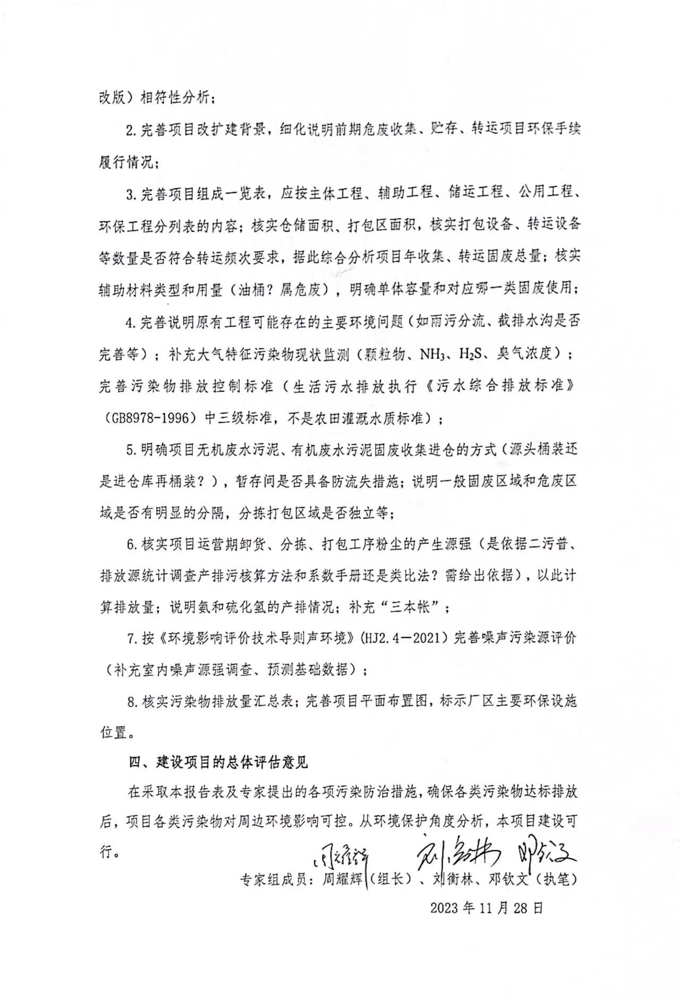 改版）相符性分析；
2.完善项目改扩建背景，细化说明前期危废收集、贮存、转运项目环保手续
履行情况；
3.完善项目组成一览表，应按主体工程、辅助工程、储运工程、公用工程、
环保工程分列表的内容；核实仓储面积、打包区面积，核实打包设备、转运设备
等数量是否符合转运频次要求，据此综合分析项目年收集、转运固废总量；核实
辅助材料类型和用量（油桶？属危废），明确单体容量和对应哪一类固废使用；
4.完善说明原有工程可能存在的主要环境问题（如雨污分流、截排水沟是否
完善等）；补充大气特征污染物现状监测（颗粒物、NH₃、H₂S、臭气浓度）；
完善污染物排放控制标准（生活污水排放执行《污水综合排放标准》
（GB8978-1996）中三级标准，不是农田灌溉水质标准）；
5.明确项目无机废水污泥、有机废水污泥固废收集进仓的方式（源头桶装还
是进仓库再桶装？），暂存间是否具备防流失措施；说明一般固废区域和危废区
域是否有明显的分隔，分拣打包区域是否独立等；
6.核实项目运营期卸货、分拣、打包工序粉尘的产生源强（是依据二污普、
排放源统计调查产排污核算方法和系数手册还是类比法？需给出依据），以此计
算排放量；说明氨和硫化氢的产排情况；补充“三本帐”；
7.按《环境影响评价技术导则声环境》(HJ2.4—2021）完善噪声污染源评价
（补充室内噪声源强调查、预测基础数据）；
8.核实污染物排放量汇总表；完善项目平面布置图，标示厂区主要环保设施
位置。
四、建设项目的总体评估意见
在采取本报告表及专家提出的各项污染防治措施，确保各类污染物达标排放
后，项目各类污染物对周边环境影响可控。从环境保护角度分析，本项目建设可
行。
周耀辉 刘衡林 邓钦文
专家组成员：周耀辉（组长）、刘衡林、邓钦文（执笔）
2023 年 11 月 28 日